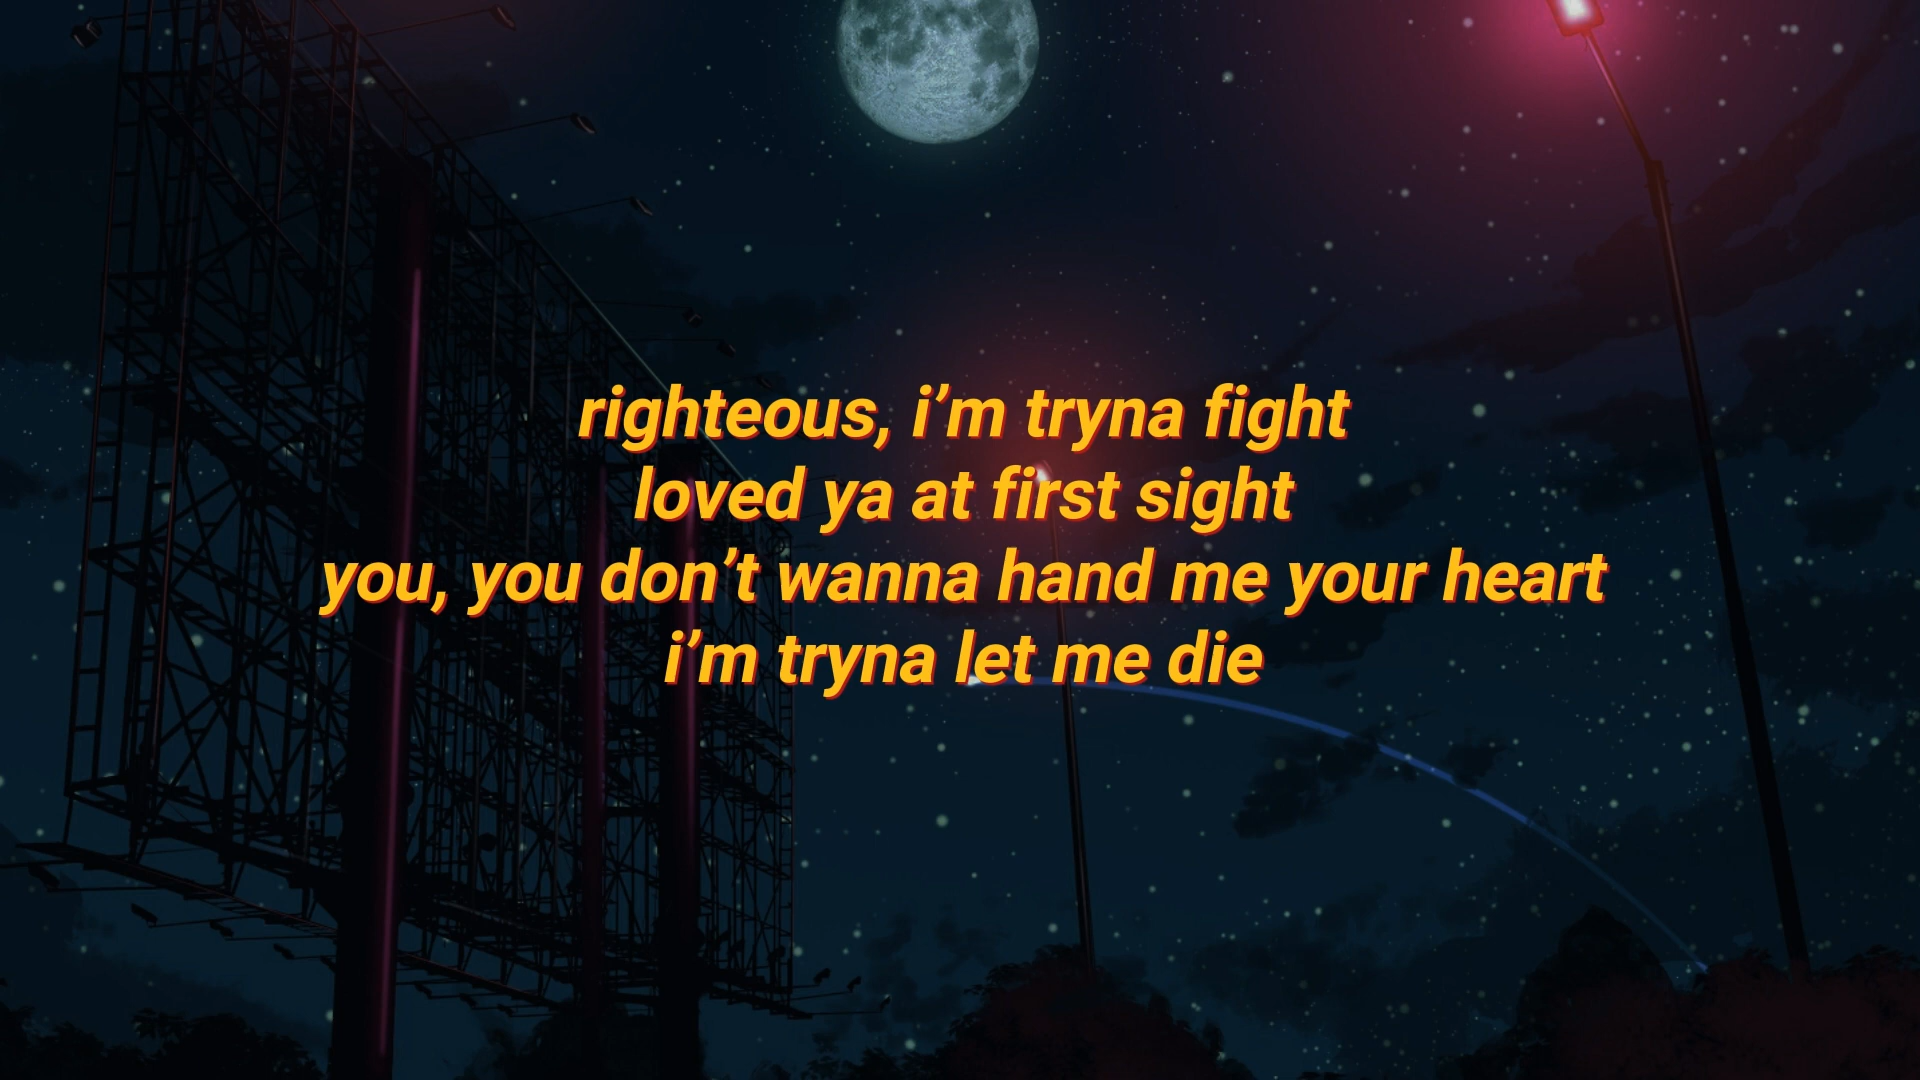 righteous, i’m tryna fight
loved ya at first sight
you, you don’t wanna hand me your heart
i’m tryna let me die